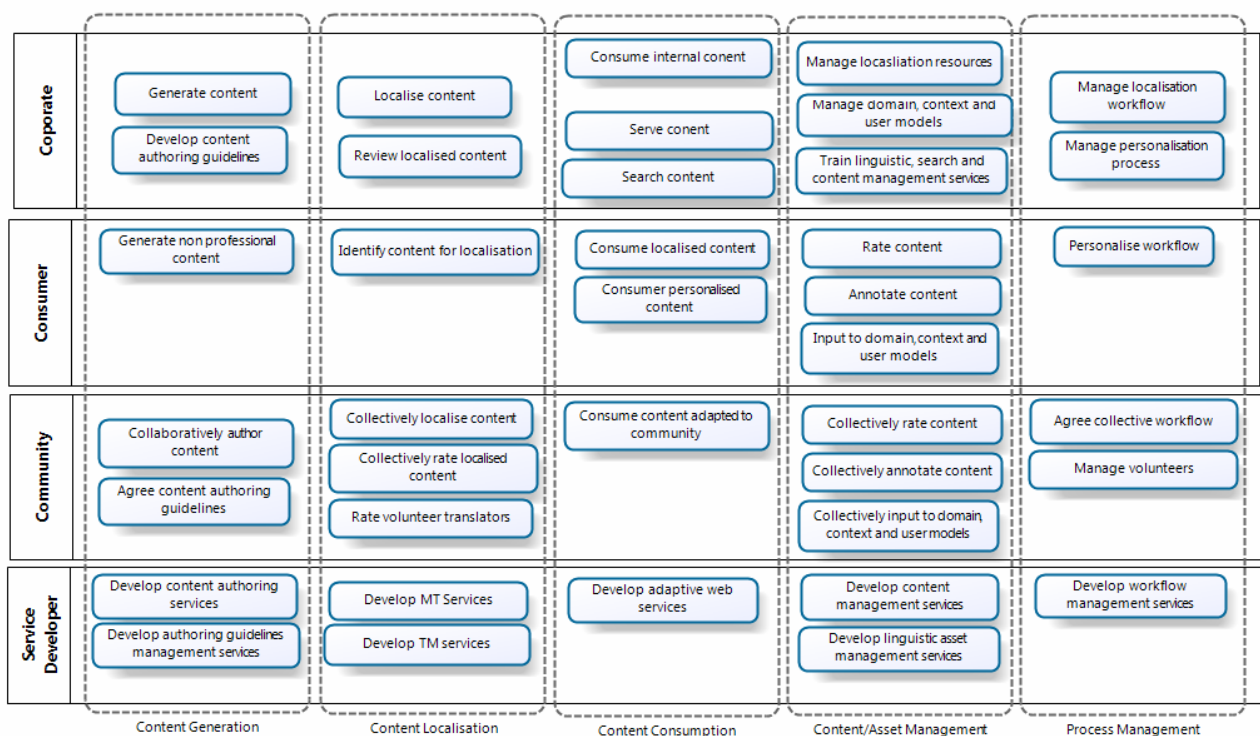 Coporate
Generate content
Develop content
authoring guidelines
Localise content
Review localised content
Consume internal conent
Serve conent
Search content
Manage locasliation resources
Manage domain, context and
user models
Train linguistic, search and
content management services
Manage localisation
workflow
Manage personalisation
process
Consumer
Generate non professional
content
Identify content for localisation
Consume localised content
Consumer personalised
content
Rate content
Annotate content
Input to domain, context and
user models
Personalise workflow
Community
Collaboratively author
content
Agree content authoring
guidelines
Collectively localise content
Collectively rate localised
content
Rate volunteer translators
Consume content adapted to
community
Collectively rate content
Collectively annotate content
Collectively input to domain,
context and user models
Agree collective workflow
Manage volunteers
Service
Developer
Develop content authoring
services
Develop authoring guidelines
management services
Develop MT Services
Develop TM services
Develop adaptive web
services
Develop content
management services
Develop linguistic asset
management services
Develop workflow
management services
Content Generation
Content Localisation
Content Consumption
Content/Asset Management
Process Management